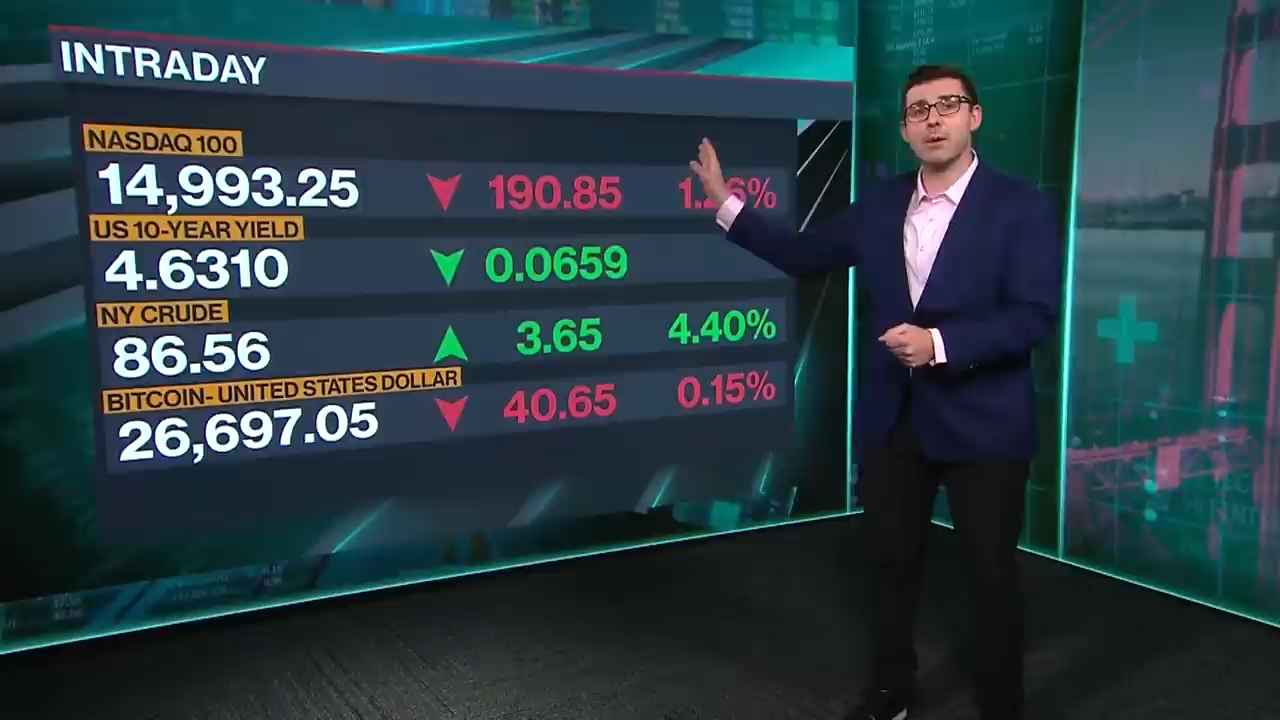 INTRADAY
NASDAQ 100
14,993.25 190.85
US 10-YEAR YIELD
4.6310 0.0659
NY CRUDE
86.56 3.65 4.40%
BITCOIN- UNITED STATES DOLLAR
26,697.05 40.65 0.15%